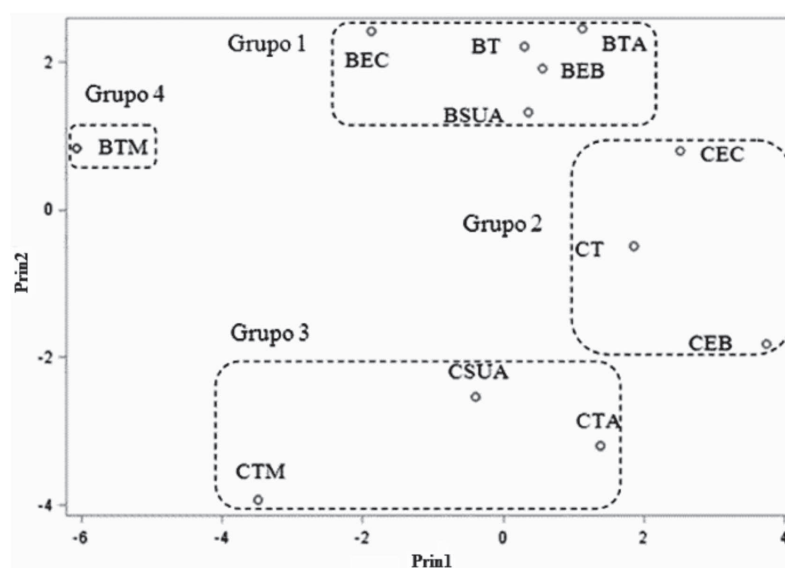 Grupo 1
BEC
BT
BTA
BEB
BSUA
Grupo 4
BTM
CEC
Grupo 2
CT
CEB
Grupo 3
CSUA
CTA
CTM
Prin2
2
0
-2
-4
-6
-4
-2
0
2
4
Prin1